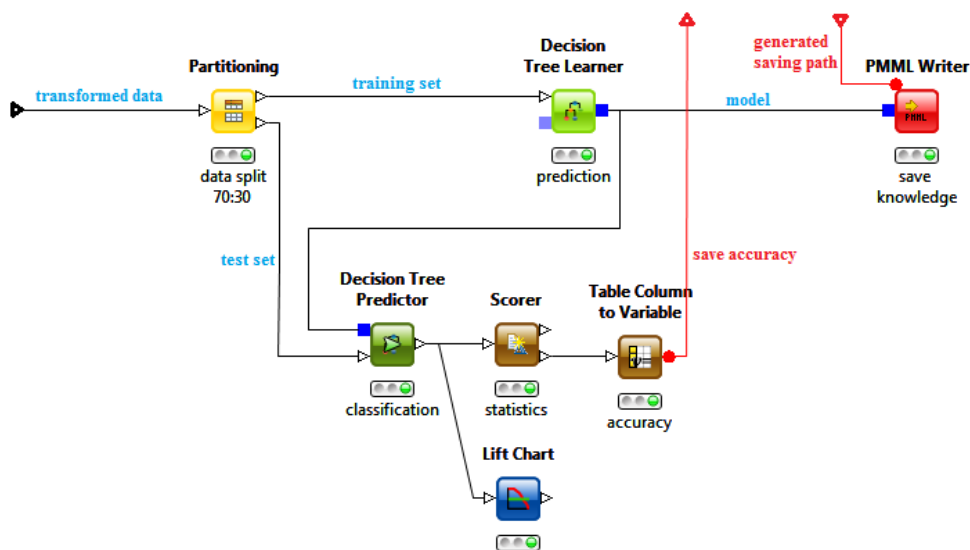 Partitioning
transformed data
data split
70:30
training set
Decision
Tree Learner
prediction
model
generated
saving path
PMML Writer
PMML
save
knowledge
test set
save accuracy
Decision Tree
Predictor
classification
Scorer
statistics
Table Column
to Variable
accuracy
Lift Chart